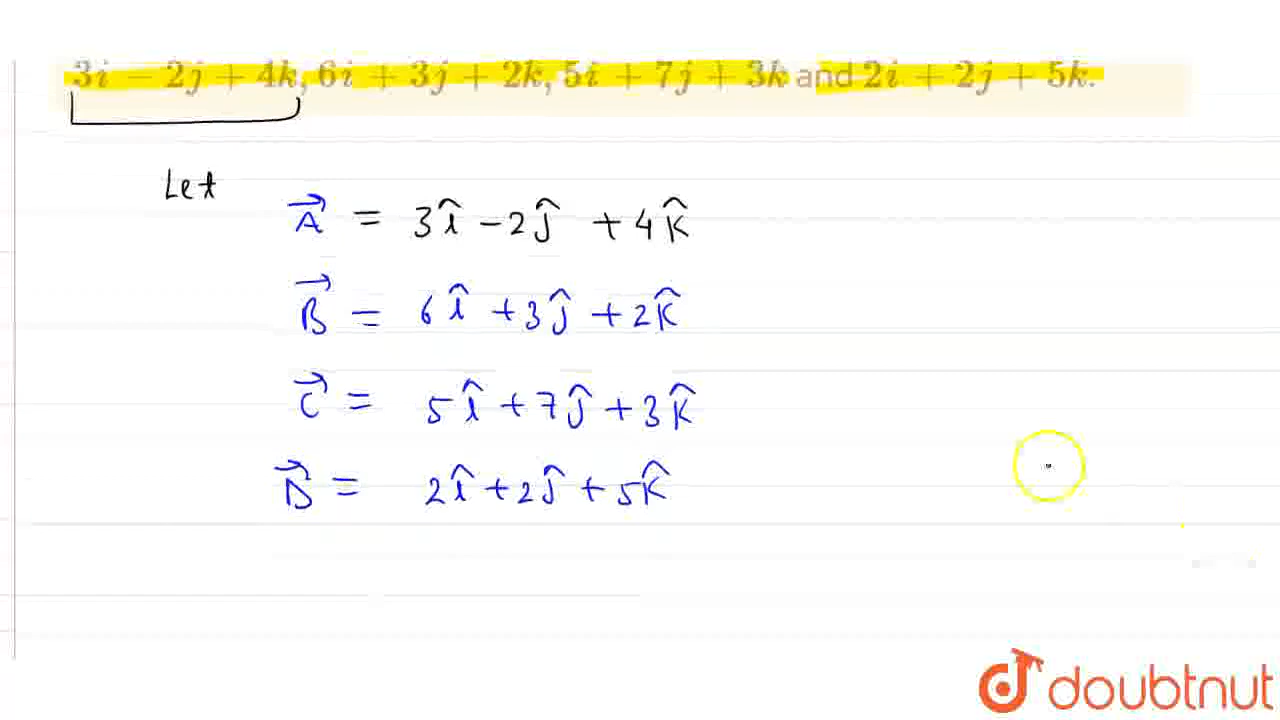 3i − 2j + 4k, 6i + 3j + 2k, 5i + 7j + 3k and 2i + 2j + 5k.
Let
A⃗ = 3î − 2ĵ + 4k̂
B⃗ = 6î + 3ĵ + 2k̂
C⃗ = 5î + 7ĵ + 3k̂
D⃗ = 2î + 2ĵ + 5k̂
doubtnut